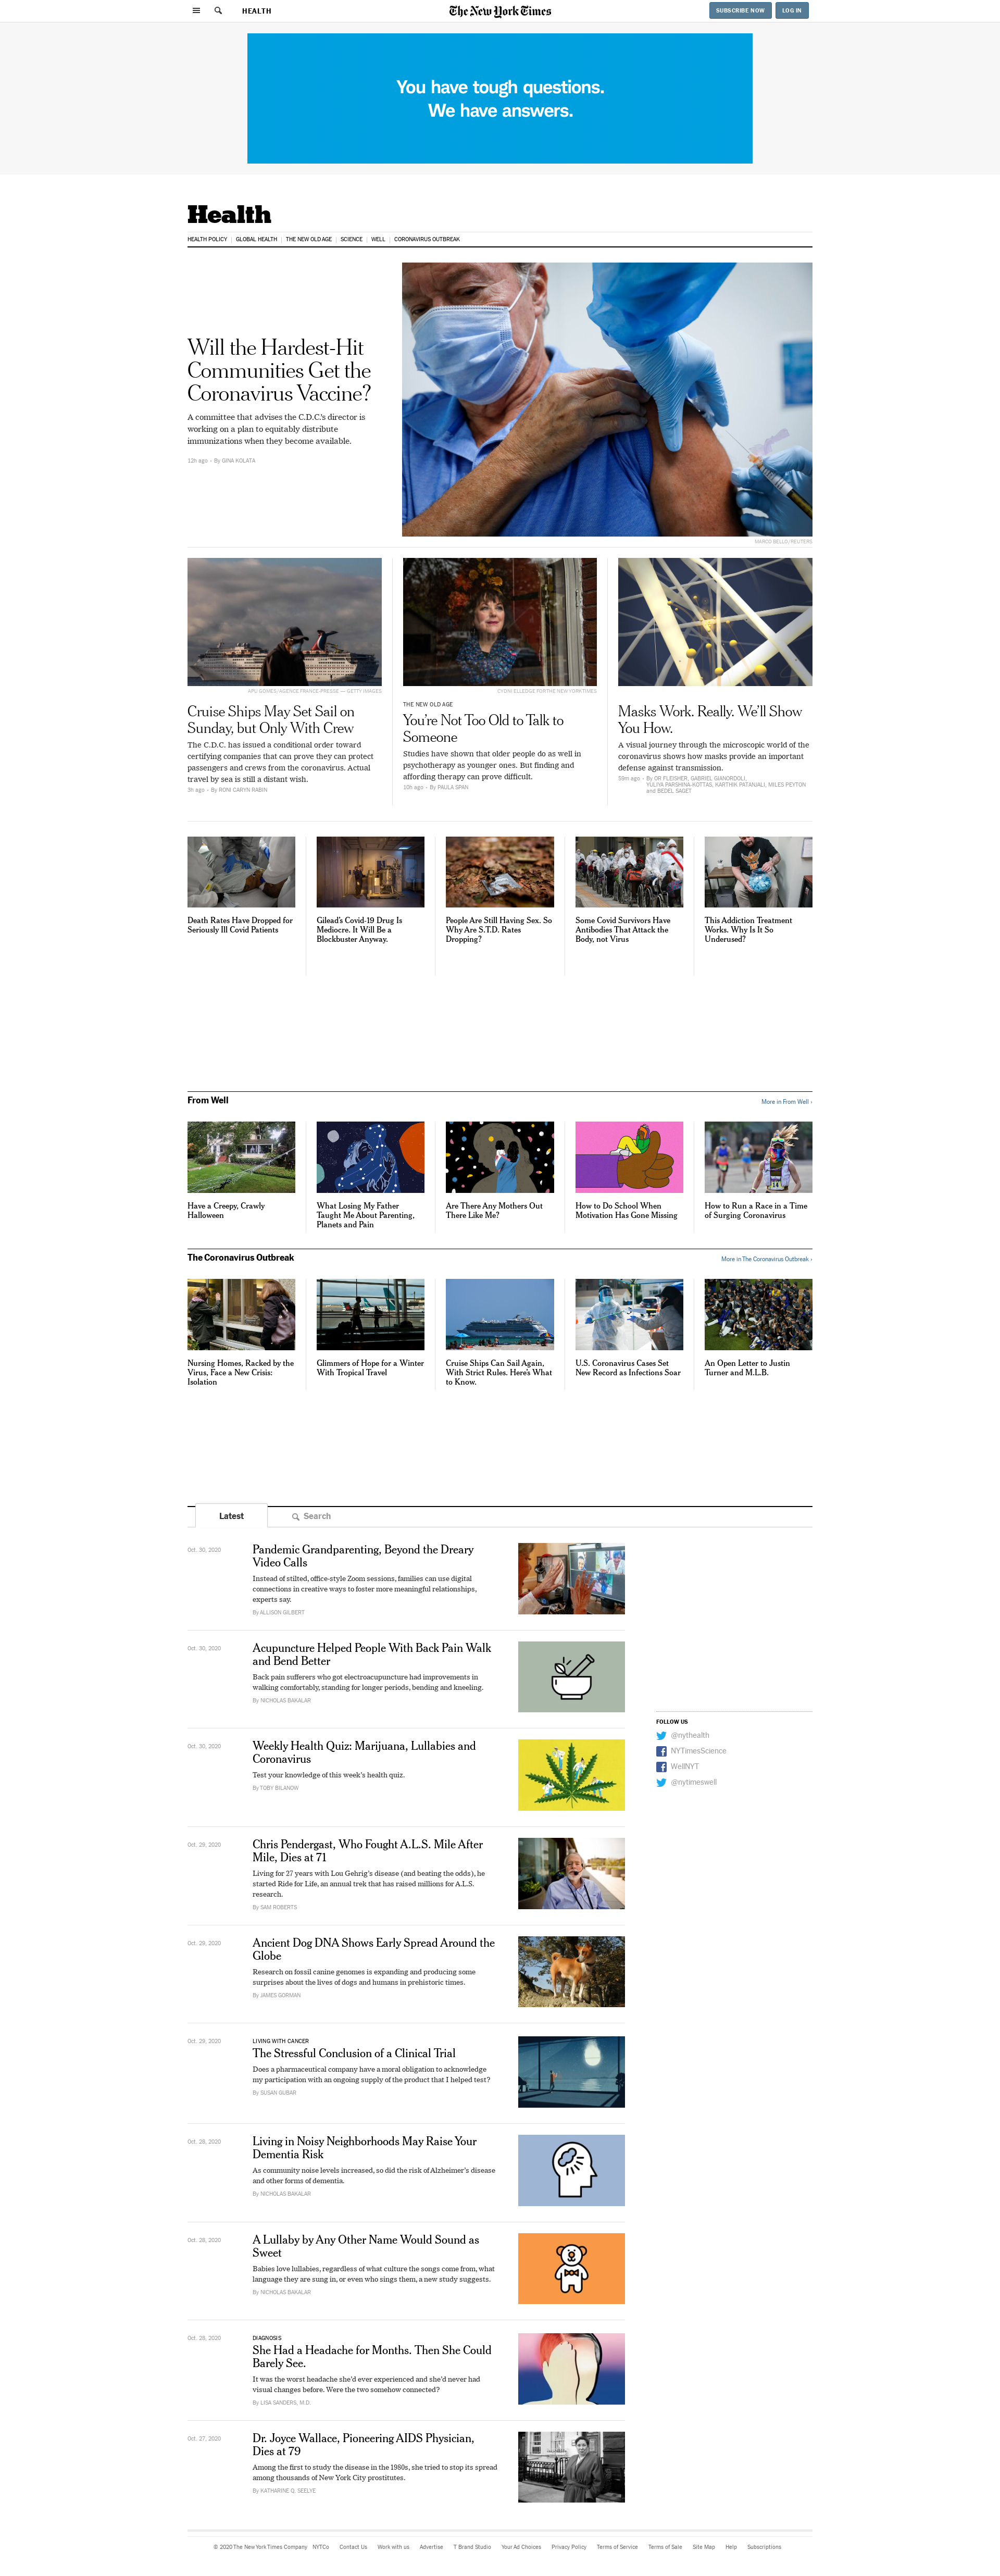 HEALTH
The New York Times
SUBSCRIBE NOW
LOG IN
You have tough questions.
We have answers.
Health
HEALTH POLICY
GLOBAL HEALTH
THE NEW OLD AGE
SCIENCE
WELL
CORONAVIRUS OUTBREAK
Will the Hardest-Hit
Communities Get the
Coronavirus Vaccine?
A committee that advises the C.D.C.'s director is
working on a plan to equitably distribute
immunizations when they become available.
12h ago - By GINA KOLATA
MARCO BELLO/REUTERS
APU GOMES/AGENCE FRANCE-PRESSE — GETTY IMAGES
Cruise Ships May Set Sail on
Sunday, but Only With Crew
The C.D.C. has issued a conditional order toward
certifying companies that can prove they can protect
passengers and crews from the coronavirus. Actual
travel by sea is still a distant wish.
3h ago - By RONI CARYN RABIN
CYDNI ELLEDGE FOR THE NEW YORK TIMES
THE NEW OLD AGE
You're Not Too Old to Talk to
Someone
Studies have shown that older people do as well in
psychotherapy as younger ones. But finding and
affording therapy can prove difficult.
10h ago - By PAULA SPAN
Masks Work. Really. We'll Show
You How.
A visual journey through the microscopic world of the
coronavirus shows how masks provide an important
defense against transmission.
59m ago - By OR FLEISHER, GABRIEL GIANORDOLI,
YULIYA PARSHINA-KOTTAS, KARTHIK PATANJALI, MILES PEYTON
and BEDEL SAGET
Death Rates Have Dropped for
Seriously Ill Covid Patients
Gilead's Covid-19 Drug Is
Mediocre. It Will Be a
Blockbuster Anyway.
People Are Still Having Sex. So
Why Are S.T.D. Rates
Dropping?
Some Covid Survivors Have
Antibodies That Attack the
Body, not Virus
This Addiction Treatment
Works. Why Is It So
Underused?
From Well
More in From Well ›
Have a Creepy, Crawly
Halloween
What Losing My Father
Taught Me About Parenting,
Planets and Pain
Are There Any Mothers Out
There Like Me?
How to Do School When
Motivation Has Gone Missing
How to Run a Race in a Time
of Surging Coronavirus
The Coronavirus Outbreak
More in The Coronavirus Outbreak ›
Nursing Homes, Racked by the
Virus, Face a New Crisis:
Isolation
Glimmers of Hope for a Winter
With Tropical Travel
Cruise Ships Can Sail Again,
With Strict Rules. Here's What
to Know.
U.S. Coronavirus Cases Set
New Record as Infections Soar
An Open Letter to Justin
Turner and M.L.B.
Latest
Search
Oct. 30, 2020
Pandemic Grandparenting, Beyond the Dreary
Video Calls
Instead of stilted, office-style Zoom sessions, families can use digital
connections in creative ways to foster more meaningful relationships,
experts say.
By ALLISON GILBERT
Oct. 30, 2020
Acupuncture Helped People With Back Pain Walk
and Bend Better
Back pain sufferers who got electroacupuncture had improvements in
walking comfortably, standing for longer periods, bending and kneeling.
By NICHOLAS BAKALAR
Oct. 30, 2020
Weekly Health Quiz: Marijuana, Lullabies and
Coronavirus
Test your knowledge of this week's health quiz.
By TOBY BILANOW
FOLLOW US
@nythealth
NYTimesScience
WellNYT
@nytimeswell
Oct. 29, 2020
Chris Pendergast, Who Fought A.L.S. Mile After
Mile, Dies at 71
Living for 27 years with Lou Gehrig's disease (and beating the odds), he
started Ride for Life, an annual trek that has raised millions for A.L.S.
research.
By SAM ROBERTS
Oct. 29, 2020
Ancient Dog DNA Shows Early Spread Around the
Globe
Research on fossil canine genomes is expanding and producing some
surprises about the lives of dogs and humans in prehistoric times.
By JAMES GORMAN
Oct. 29, 2020
LIVING WITH CANCER
The Stressful Conclusion of a Clinical Trial
Does a pharmaceutical company have a moral obligation to acknowledge
my participation with an ongoing supply of the product that I helped test?
By SUSAN GUBAR
Oct. 28, 2020
Living in Noisy Neighborhoods May Raise Your
Dementia Risk
As community noise levels increased, so did the risk of Alzheimer's disease
and other forms of dementia.
By NICHOLAS BAKALAR
Oct. 28, 2020
A Lullaby by Any Other Name Would Sound as
Sweet
Babies love lullabies, regardless of what culture the songs come from, what
language they are sung in, or even who sings them, a new study suggests.
By NICHOLAS BAKALAR
Oct. 28, 2020
DIAGNOSIS
She Had a Headache for Months. Then She Could
Barely See.
It was the worst headache she'd ever experienced and she'd never had
visual changes before. Were the two somehow connected?
By LISA SANDERS, M.D.
Oct. 27, 2020
Dr. Joyce Wallace, Pioneering AIDS Physician,
Dies at 79
Among the first to study the disease in the 1980s, she tried to stop its spread
among thousands of New York City prostitutes.
By KATHARINE Q. SEELYE
© 2020 The New York Times Company NYTCo Contact Us Work with us Advertise T Brand Studio Your Ad Choices Privacy Policy Terms of Service Terms of Sale Site Map Help Subscriptions